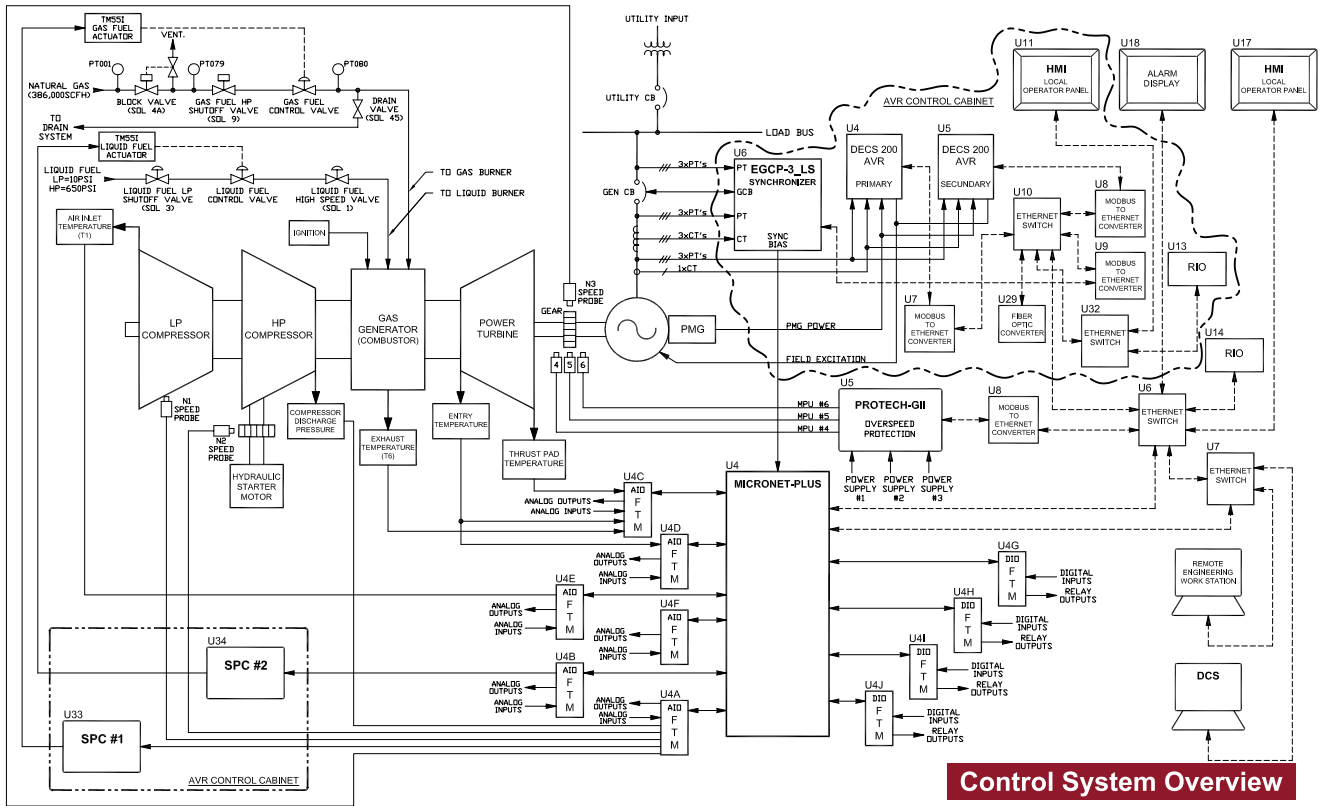 TM55I
GAS FUEL
ACTUATOR
VENT.
PT001
PT079
PT080
NATURAL GAS
(386,000SCFH)
BLOCK VALVE
(SOL 4A)
GAS FUEL HP
SHUTOFF VALVE
(SOL 9)
GAS FUEL
CONTROL VALVE
DRAIN
VALVE
(SOL 45)
TO
DRAIN
SYSTEM
TM55I
LIQUID FUEL
ACTUATOR
LIQUID FUEL
LP=10PSI
HP=650PSI
LIQUID FUEL LP
SHUTOFF VALVE
(SOL 3)
LIQUID FUEL
CONTROL VALVE
LIQUID FUEL
HIGH SPEED VALVE
(SOL 1)
TO GAS BURNER
TO LIQUID BURNER
AIR INLET
TEMPERATURE
(T1)
IGNITION
LP
COMPRESSOR
HP
COMPRESSOR
GAS
GENERATOR
(COMBUSTOR)
POWER
TURBINE
N1
SPEED
PROBE
N2
SPEED
PROBE
HYDRAULIC
STARTER
MOTOR
COMPRESSOR
DISCHARGE
PRESSURE
EXHAUST
TEMPERATURE
(T6)
ENTRY
TEMPERATURE
THRUST PAD
TEMPERATURE
N3
SPEED
PROBE
GEAR
4
5
6
PMG
UTILITY INPUT
UTILITY CB
LOAD BUS
GEN CB
3xPT's
3xPT's
3xCT's
3xPT's
1xCT
PMG POWER
FIELD EXCITATION
AVR CONTROL CABINET
U6
EGCP-3_LS
SYNCHRONIZER
PT
GCB
PT
CT
SYNC
BIAS
U4
DECS 200
AVR
PRIMARY
U5
DECS 200
AVR
SECUNDARY
U10
ETHERNET
SWITCH
U8
MODBUS
TO
ETHERNET
CONVERTER
U9
MODBUS
TO
ETHERNET
CONVERTER
U7
MODBUS
TO
ETHERNET
CONVERTER
U29
FIBER
OPTIC
CONVERTER
U32
ETHERNET
SWITCH
U13
RIO
U14
RIO
U11
HMI
LOCAL
OPERATOR PANEL
U18
ALARM
DISPLAY
U17
HMI
LOCAL
OPERATOR PANEL
MPU #6
MPU #5
MPU #4
U5
PROTECH-GII
OVERSPEED
PROTECTION
POWER
SUPPLY
#1
POWER
SUPPLY
#2
POWER
SUPPLY
#3
U8
MODBUS
TO
ETHERNET
CONVERTER
U6
ETHERNET
SWITCH
U7
ETHERNET
SWITCH
U4
MICRONET-PLUS
U4C
AIO
F
T
M
ANALOG OUTPUTS
ANALOG INPUTS
U4D
AIO
F
T
M
ANALOG
OUTPUTS
ANALOG
INPUTS
U4E
AIO
F
T
M
ANALOG
OUTPUTS
ANALOG
INPUTS
U4F
AIO
F
T
M
ANALOG
OUTPUTS
ANALOG
INPUTS
U4B
AIO
F
T
M
ANALOG
OUTPUTS
ANALOG
INPUTS
U4A
AIO
F
T
M
ANALOG
OUTPUTS
ANALOG
INPUTS
U4G
DIO
F
T
M
DIGITAL
INPUTS
RELAY
OUTPUTS
U4H
DIO
F
T
M
DIGITAL
INPUTS
RELAY
OUTPUTS
U4I
DIO
F
T
M
DIGITAL
INPUTS
RELAY
OUTPUTS
U4J
DIO
F
T
M
DIGITAL
INPUTS
RELAY
OUTPUTS
REMOTE
ENGINEERING
WORK STATION
DCS
U34
SPC #2
U33
SPC #1
AVR CONTROL CABINET
Control System Overview